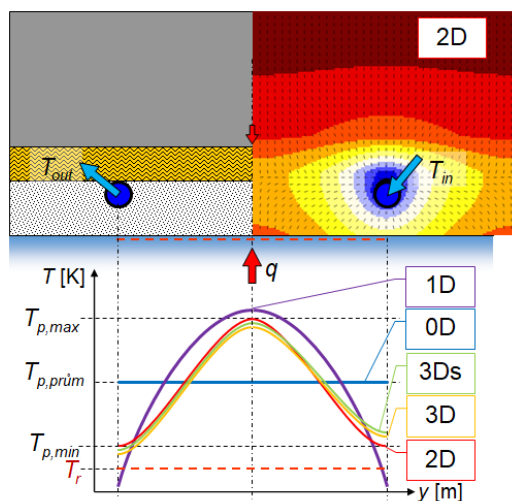 2D
T_out
T_in
q
T [K]
1D
T_p,max
0D
T_p,prům
3Ds
3D
T_p,min
2D
T_r
y [m]